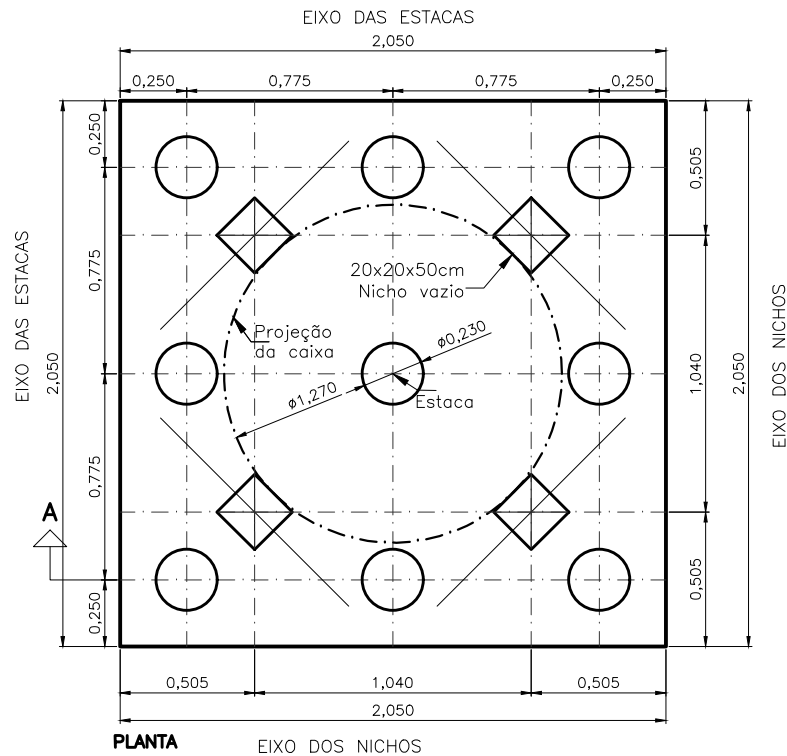 EIXO DAS ESTACAS
2,050
0,250
0,775
0,775
0,250
0,250
0,775
0,775
0,250
2,050
EIXO DAS ESTACAS
0,505
1,040
0,505
2,050
EIXO DOS NICHOS
20x20x50cm
Nicho vazio
Projeção
da caixa
ø0,230
ø1,270
Estaca
A
0,505
1,040
0,505
2,050
PLANTA
EIXO DOS NICHOS